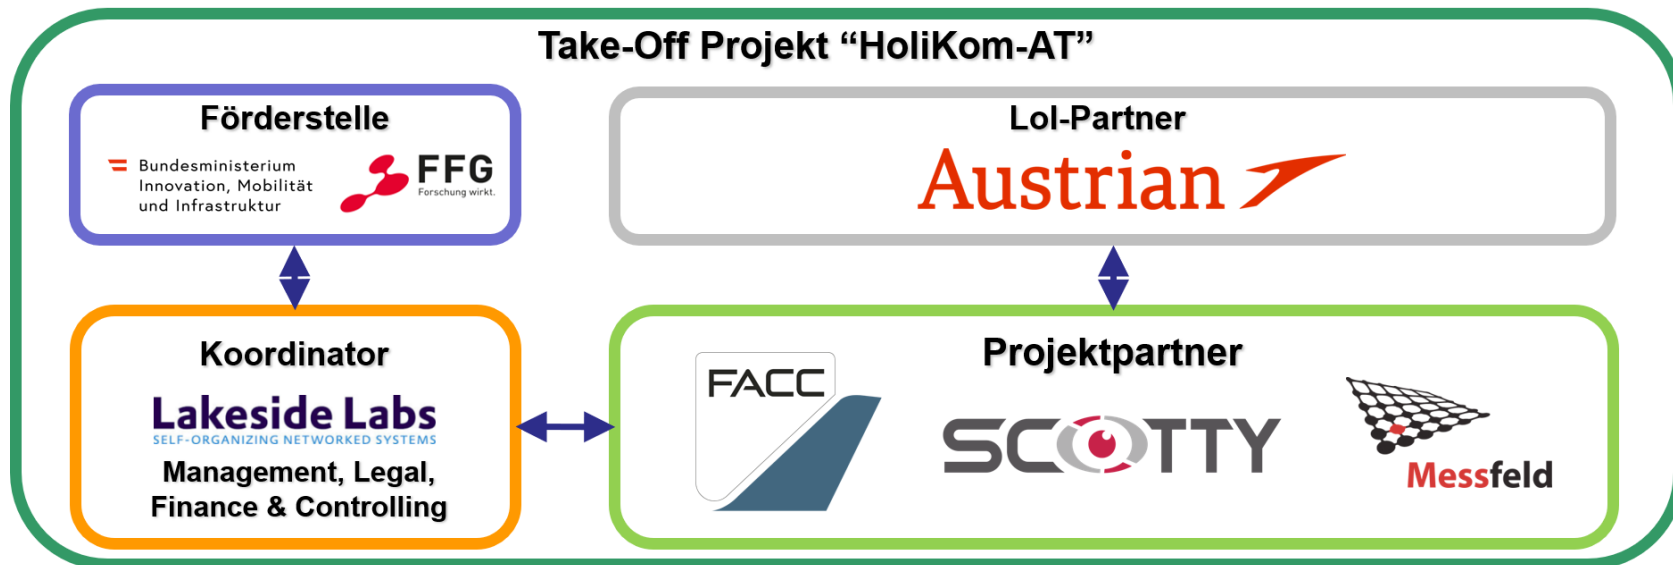 Take-Off Projekt “HoliKom-AT”
Förderstelle
Bundesministerium
Innovation, Mobilität
und Infrastruktur
FFG
Forschung wirkt.
LoI-Partner
Austrian
Koordinator
Lakeside Labs
SELF-ORGANIZING NETWORKED SYSTEMS
Management, Legal,
Finance & Controlling
Projektpartner
FACC
SCOTTY
Messfeld